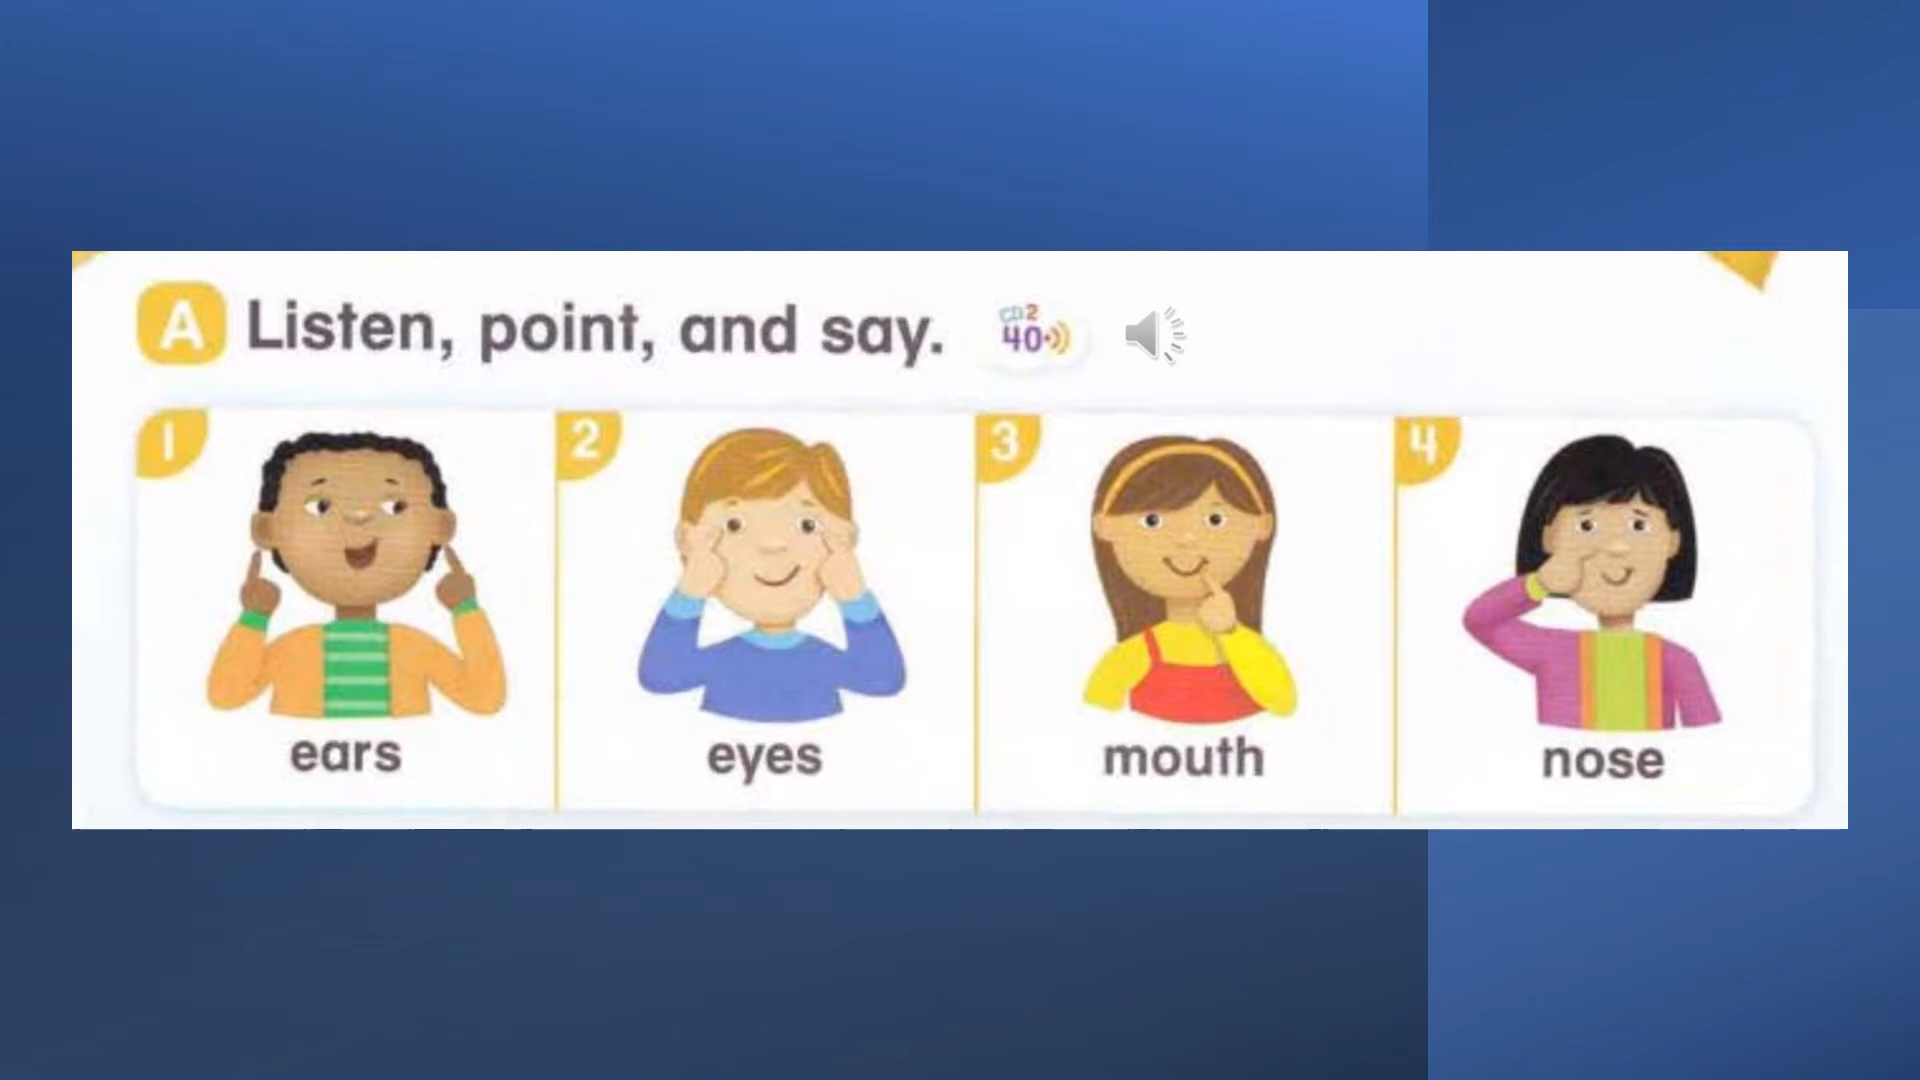 A Listen, point, and say. CD2 40
1 2 3 4
ears eyes mouth nose